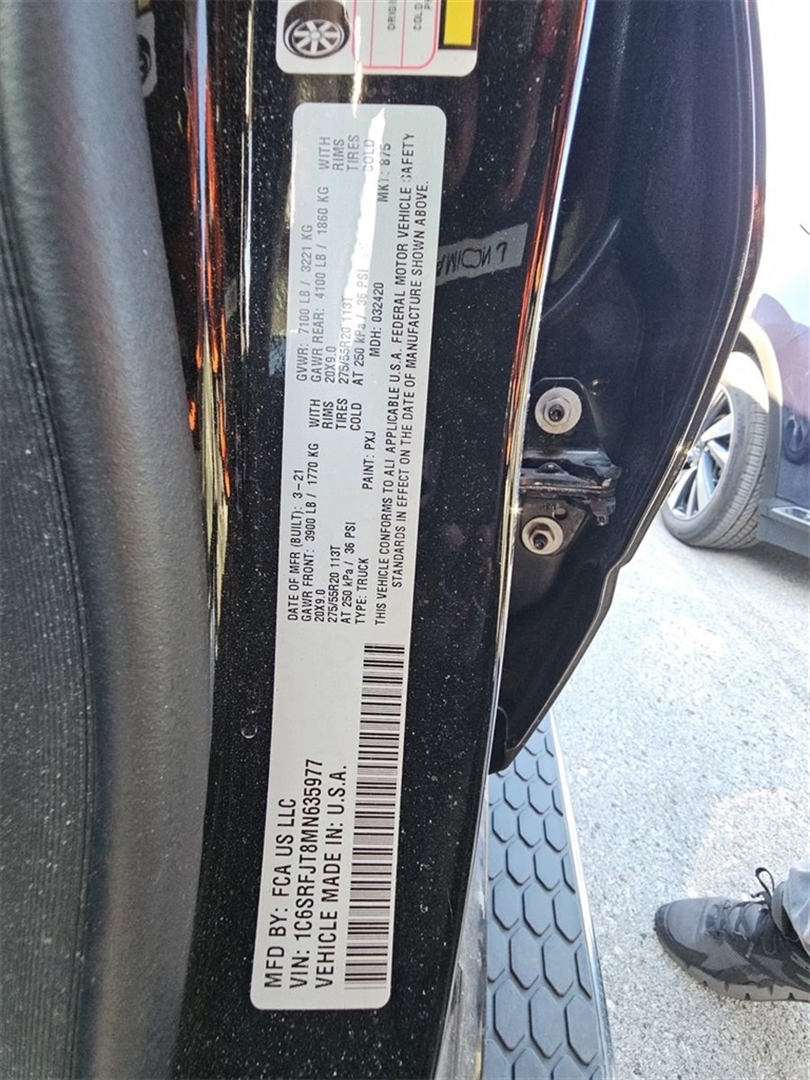 MFD BY: FCA US LLC
VIN: 1C6SRFJT8MN635977
VEHICLE MADE IN: U.S.A.
DATE OF MFR (BUILT): 3-21
GAWR FRONT: 3900 LB / 1770 KG WITH
20X9.0 RIMS
275/55R20 113T TIRES
AT 250 kPa / 36 PSI COLD
TYPE: TRUCK PAINT: PXJ
GVWR: 7100 LB / 3221 KG
GAWR REAR: 4100 LB / 1860 KG WITH
20X9.0 RIMS
275/55R20 113T TIRES
AT 250 kPa / 36 PSI COLD
MDH: 032420 MKT: 875
THIS VEHICLE CONFORMS TO ALL APPLICABLE U.S.A. FEDERAL MOTOR VEHICLE SAFETY
STANDARDS IN EFFECT ON THE DATE OF MANUFACTURE SHOWN ABOVE.
COLD